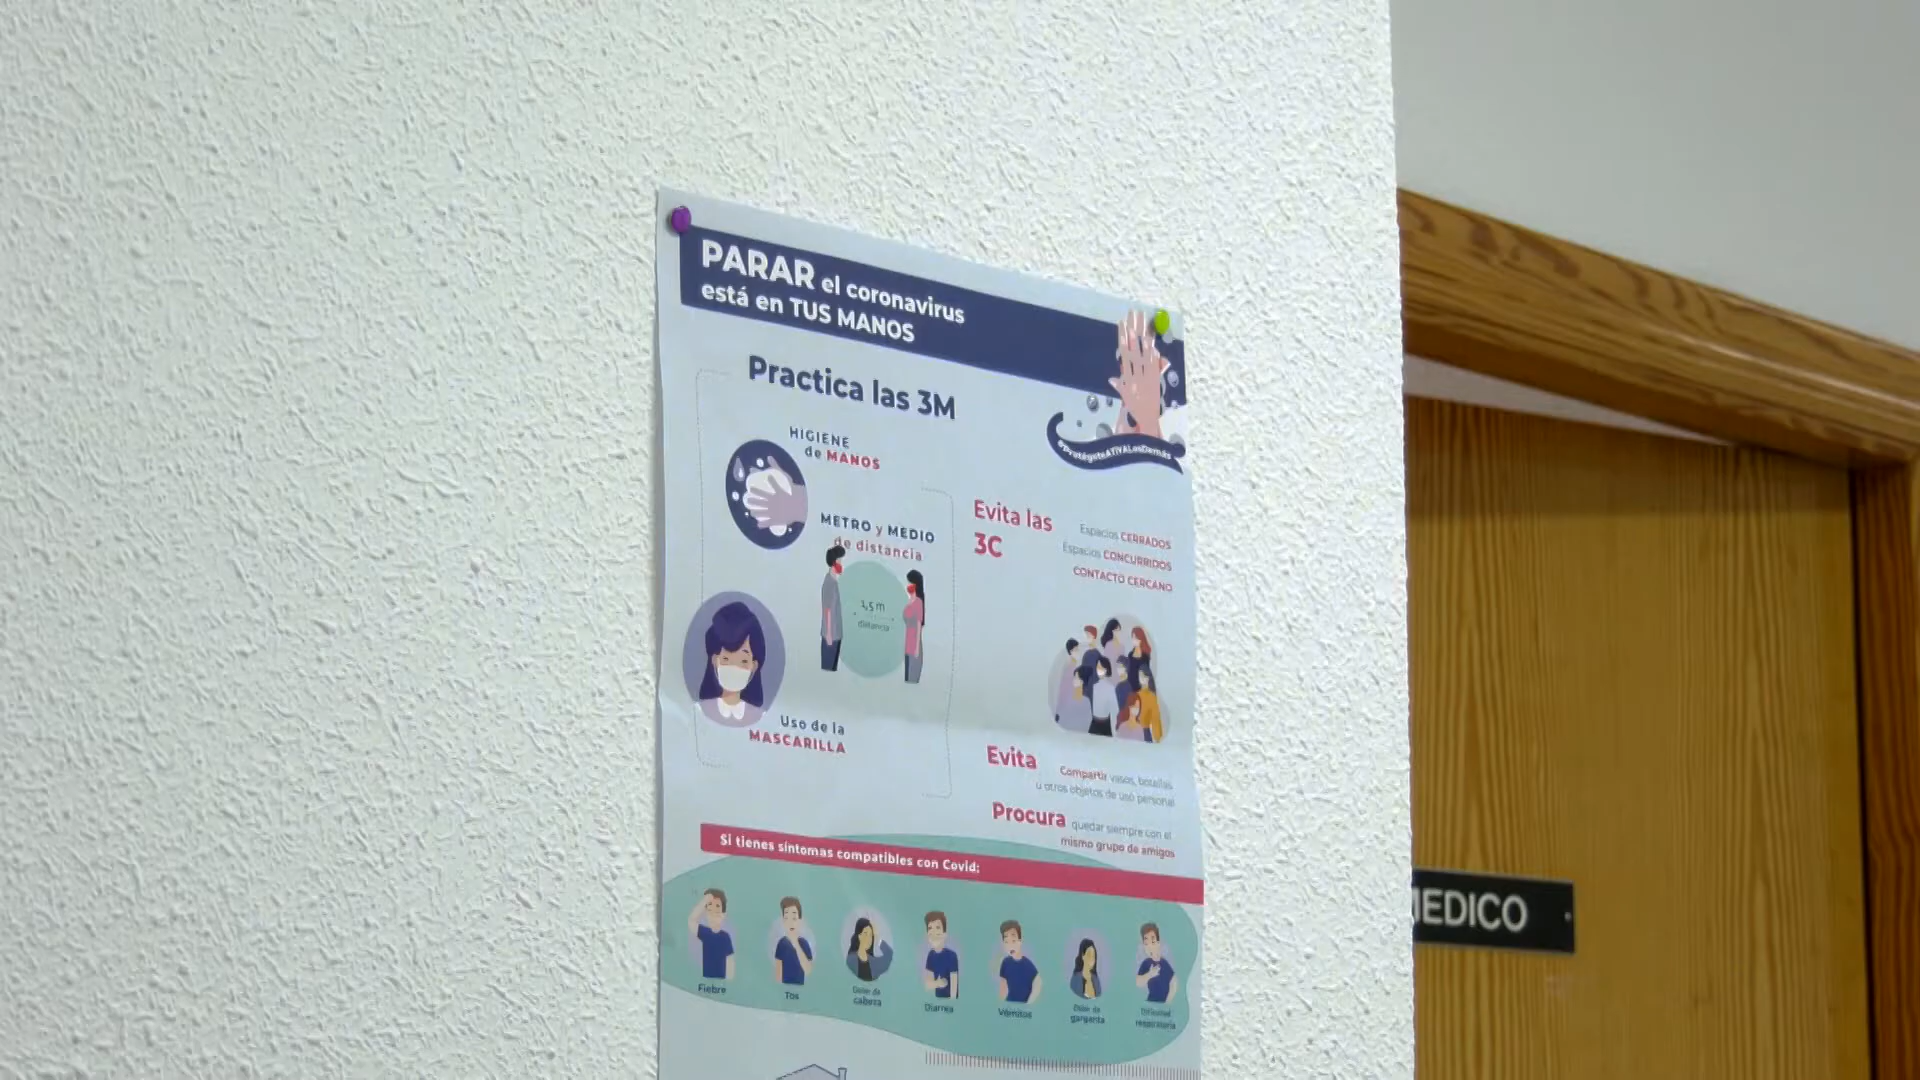 PARAR el coronavirus
está en TUS MANOS
#ProtégeteATIYALosDemás
Practica las 3M
HIGIENE
de MANOS
METRO y MEDIO
de distancia
1,5 m
distancia
Uso de la
MASCARILLA
Evita las
3C
Espacios CERRADOS
Espacios CONCURRIDOS
CONTACTO CERCANO
Evita Compartir vasos, botellas
u otros objetos de uso personal
Procura quedar siempre con el
mismo grupo de amigos
Si tienes síntomas compatibles con Covid:
Fiebre
Tos
Dolor de
cabeza
Diarrea
Vómitos
Dolor de
garganta
Dificultad
respiratoria
MEDICO